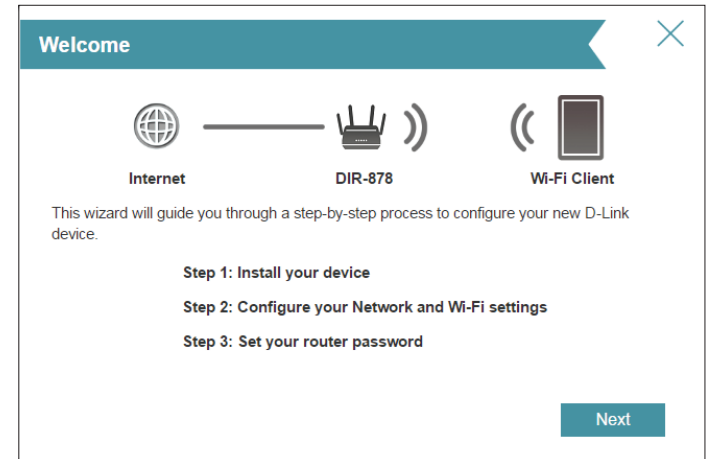 Welcome
Internet
DIR-878
Wi-Fi Client
This wizard will guide you through a step-by-step process to configure your new D-Link
device.
Step 1: Install your device
Step 2: Configure your Network and Wi-Fi settings
Step 3: Set your router password
Next